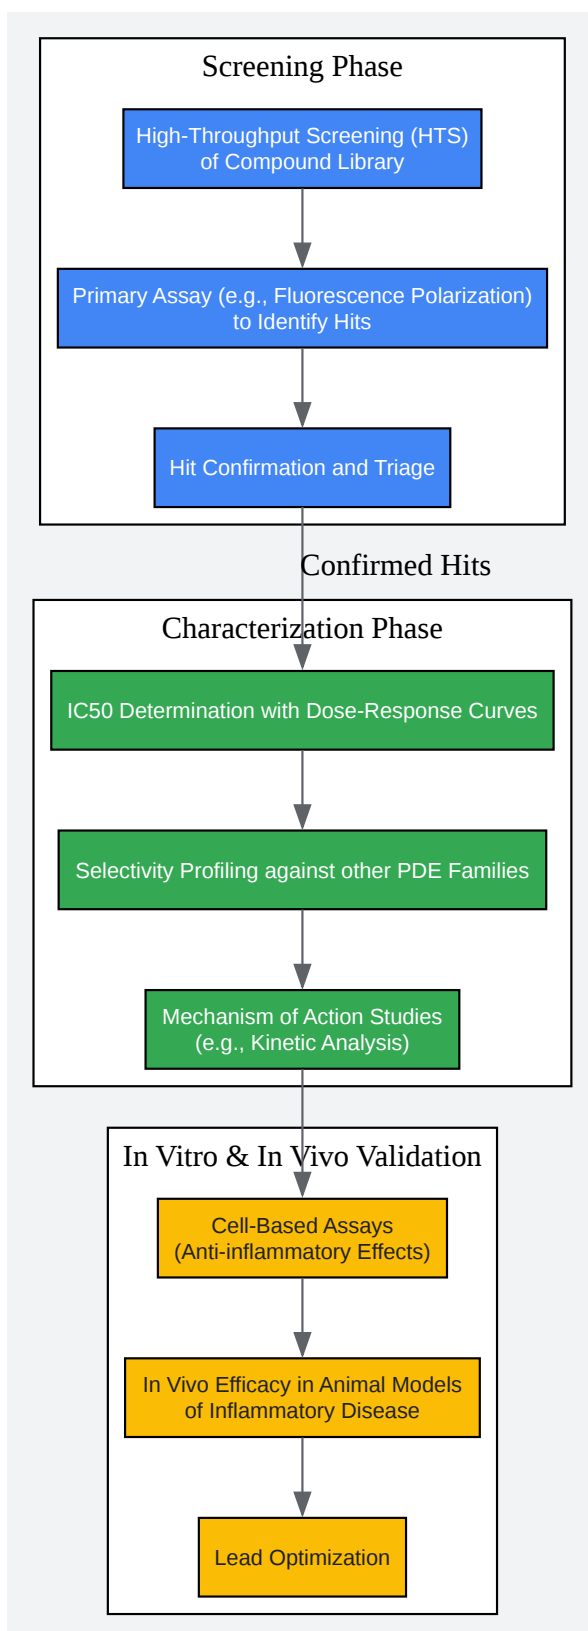 Screening Phase
High-Throughput Screening (HTS)
of Compound Library
Primary Assay (e.g., Fluorescence Polarization)
to Identify Hits
Hit Confirmation and Triage
Confirmed Hits
Characterization Phase
IC50 Determination with Dose-Response Curves
Selectivity Profiling against other PDE Families
Mechanism of Action Studies
(e.g., Kinetic Analysis)
In Vitro & In Vivo Validation
Cell-Based Assays
(Anti-inflammatory Effects)
In Vivo Efficacy in Animal Models
of Inflammatory Disease
Lead Optimization